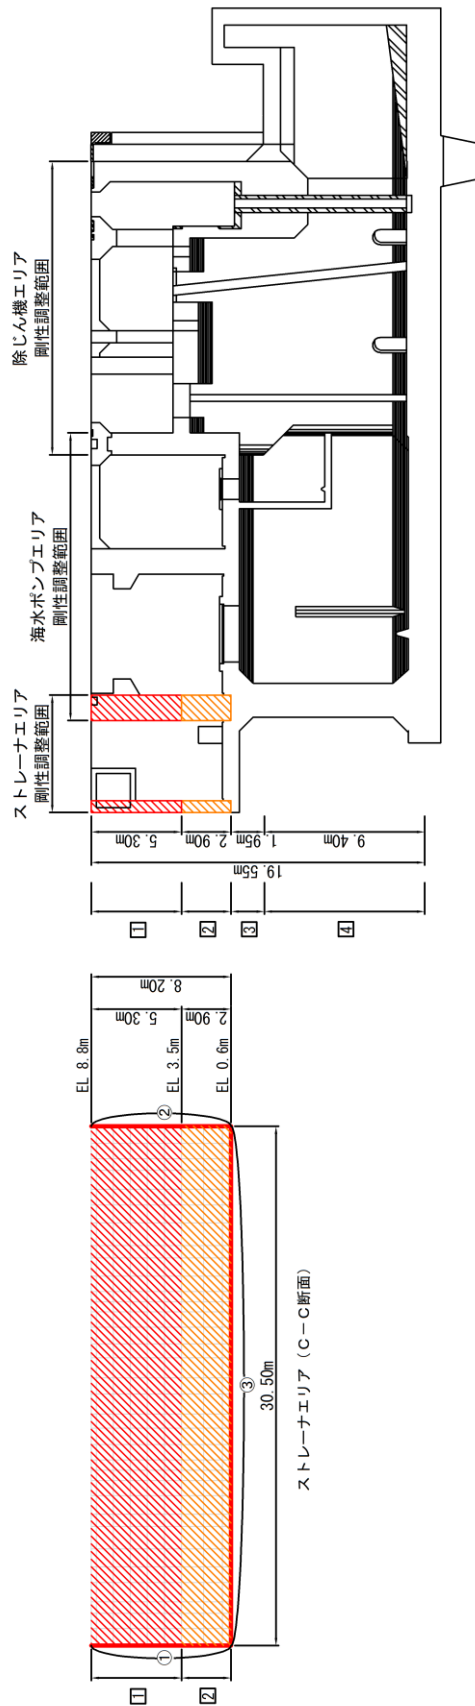 除じん機エリア
剛性調整範囲
海水ポンプエリア
剛性調整範囲
ストレーナエリア
剛性調整範囲
5.30m
2.90m
1.95m
9.40m
19.55m
1
2
3
4
8.20m
5.30m
2.90m
EL 8.8m
EL 3.5m
EL 0.6m
②
③
30.50m
①
1
2
ストレーナエリア(C-C断面)